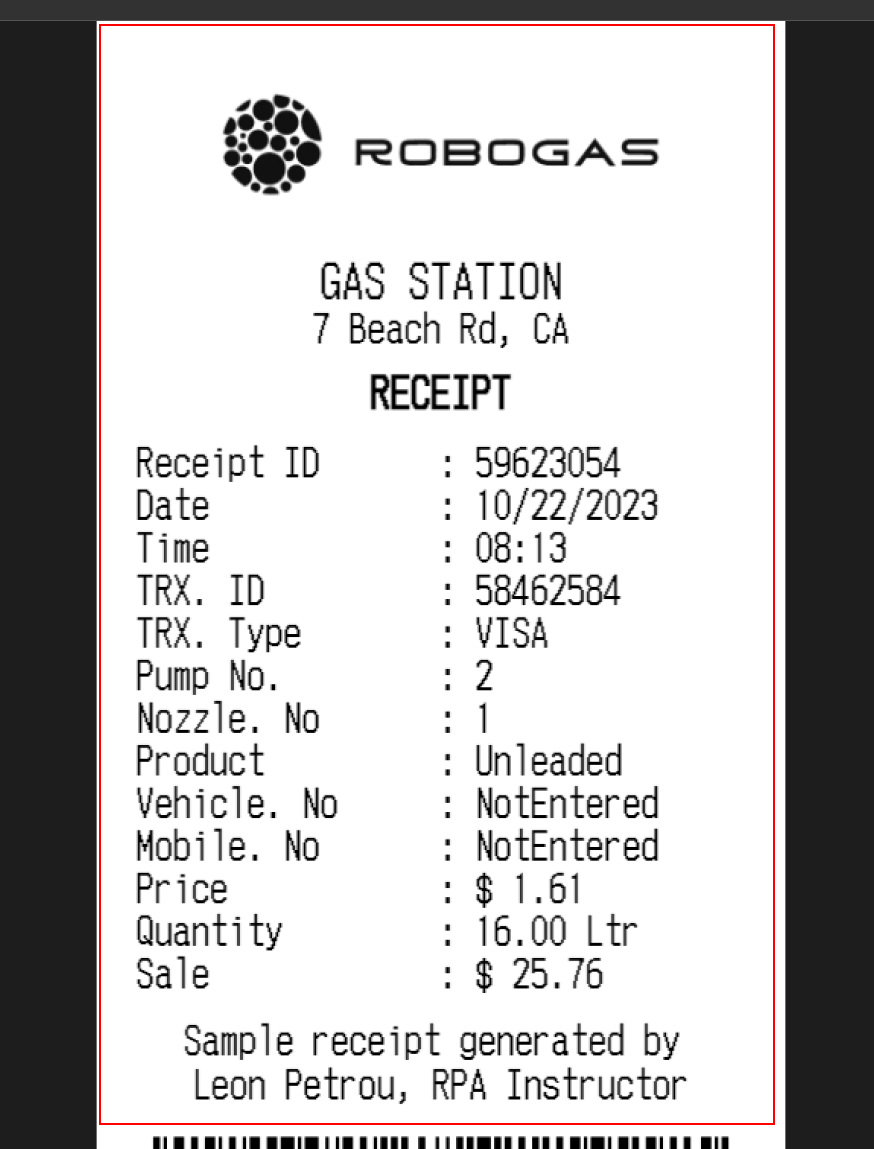 ROBOGAS
GAS STATION
7 Beach Rd, CA
RECEIPT
Receipt ID : 59623054
Date : 10/22/2023
Time : 08:13
TRX. ID : 58462584
TRX. Type : VISA
Pump No. : 2
Nozzle. No : 1
Product : Unleaded
Vehicle. No : NotEntered
Mobile. No : NotEntered
Price : $ 1.61
Quantity : 16.00 Ltr
Sale : $ 25.76
Sample receipt generated by
Leon Petrou, RPA Instructor